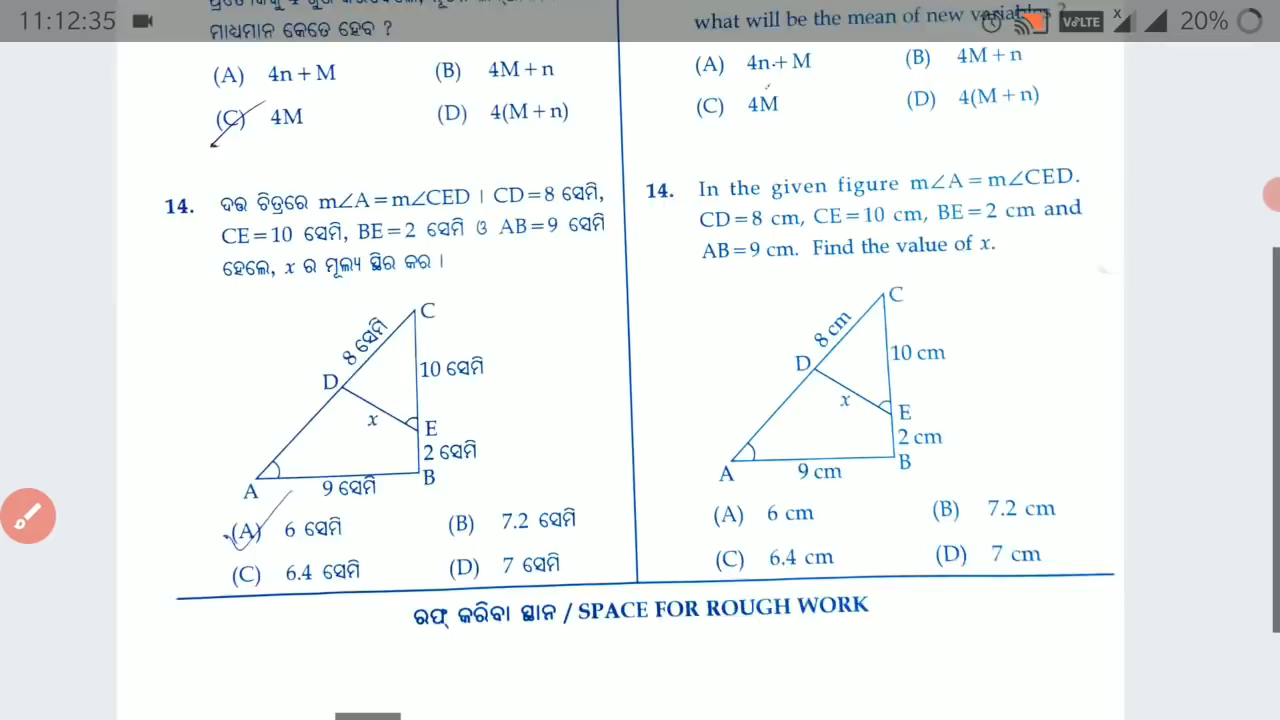 11:12:35
VoLTE
x
20%
ମାଧ୍ୟମାନ କେତେ ହେବ ?
(A) 4n + M (B) 4M + n
(C) 4M (D) 4(M + n)
14. ଦତ୍ତ ଚିତ୍ରରେ m∠A = m∠CED । CD = 8 ସେମି,
CE = 10 ସେମି, BE = 2 ସେମି ଓ AB = 9 ସେମି
ହେଲେ, x ର ମୂଲ୍ୟ ସ୍ଥିର କର ।
C
8 ସେମି
D
10 ସେମି
x
E
2 ସେମି
A
9 ସେମି
B
(A) 6 ସେମି (B) 7.2 ସେମି
(C) 6.4 ସେମି (D) 7 ସେମି
what will be the mean of new variables ?
(A) 4n + M (B) 4M + n
(C) 4M (D) 4(M + n)
14. In the given figure m∠A = m∠CED.
CD = 8 cm, CE = 10 cm, BE = 2 cm and
AB = 9 cm. Find the value of x.
C
8 cm
D
10 cm
x
E
2 cm
A
9 cm
B
(A) 6 cm (B) 7.2 cm
(C) 6.4 cm (D) 7 cm
ରଫ୍ କରିବା ସ୍ଥାନ / SPACE FOR ROUGH WORK